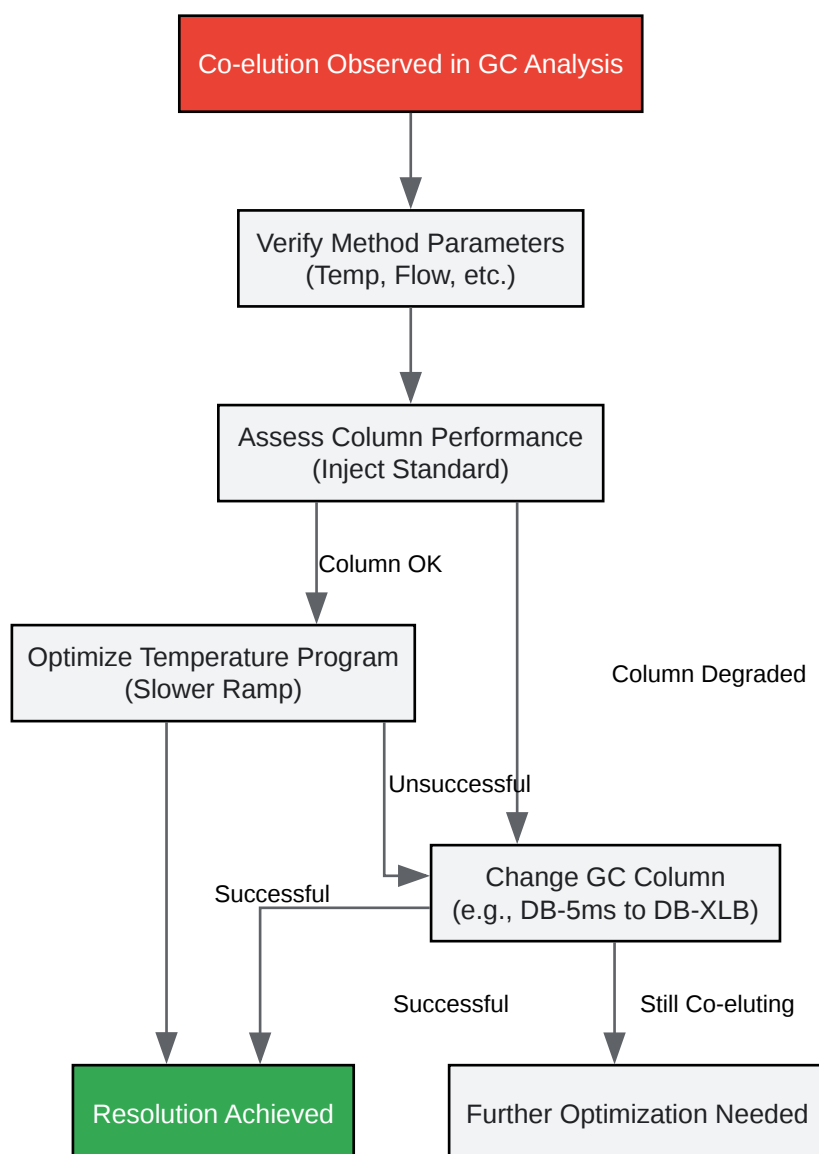 Co-elution Observed in GC Analysis
Verify Method Parameters
(Temp, Flow, etc.)
Assess Column Performance
(Inject Standard)
Column OK
Optimize Temperature Program
(Slower Ramp)
Column Degraded
Unsuccessful
Change GC Column
(e.g., DB-5ms to DB-XLB)
Successful
Successful
Still Co-eluting
Resolution Achieved
Further Optimization Needed